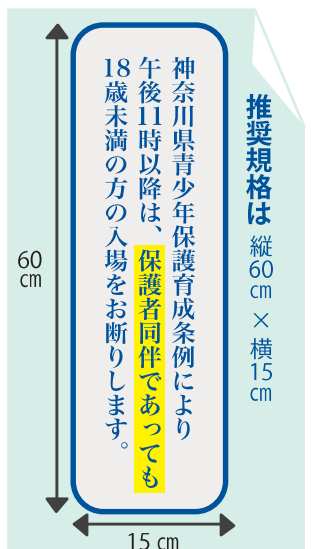 推奨規格は 縦60㎝×横15㎝
神奈川県青少年保護育成条例により
午後11時以降は、保護者同伴であっても
18歳未満の方の入場をお断りします。
60㎝
15㎝